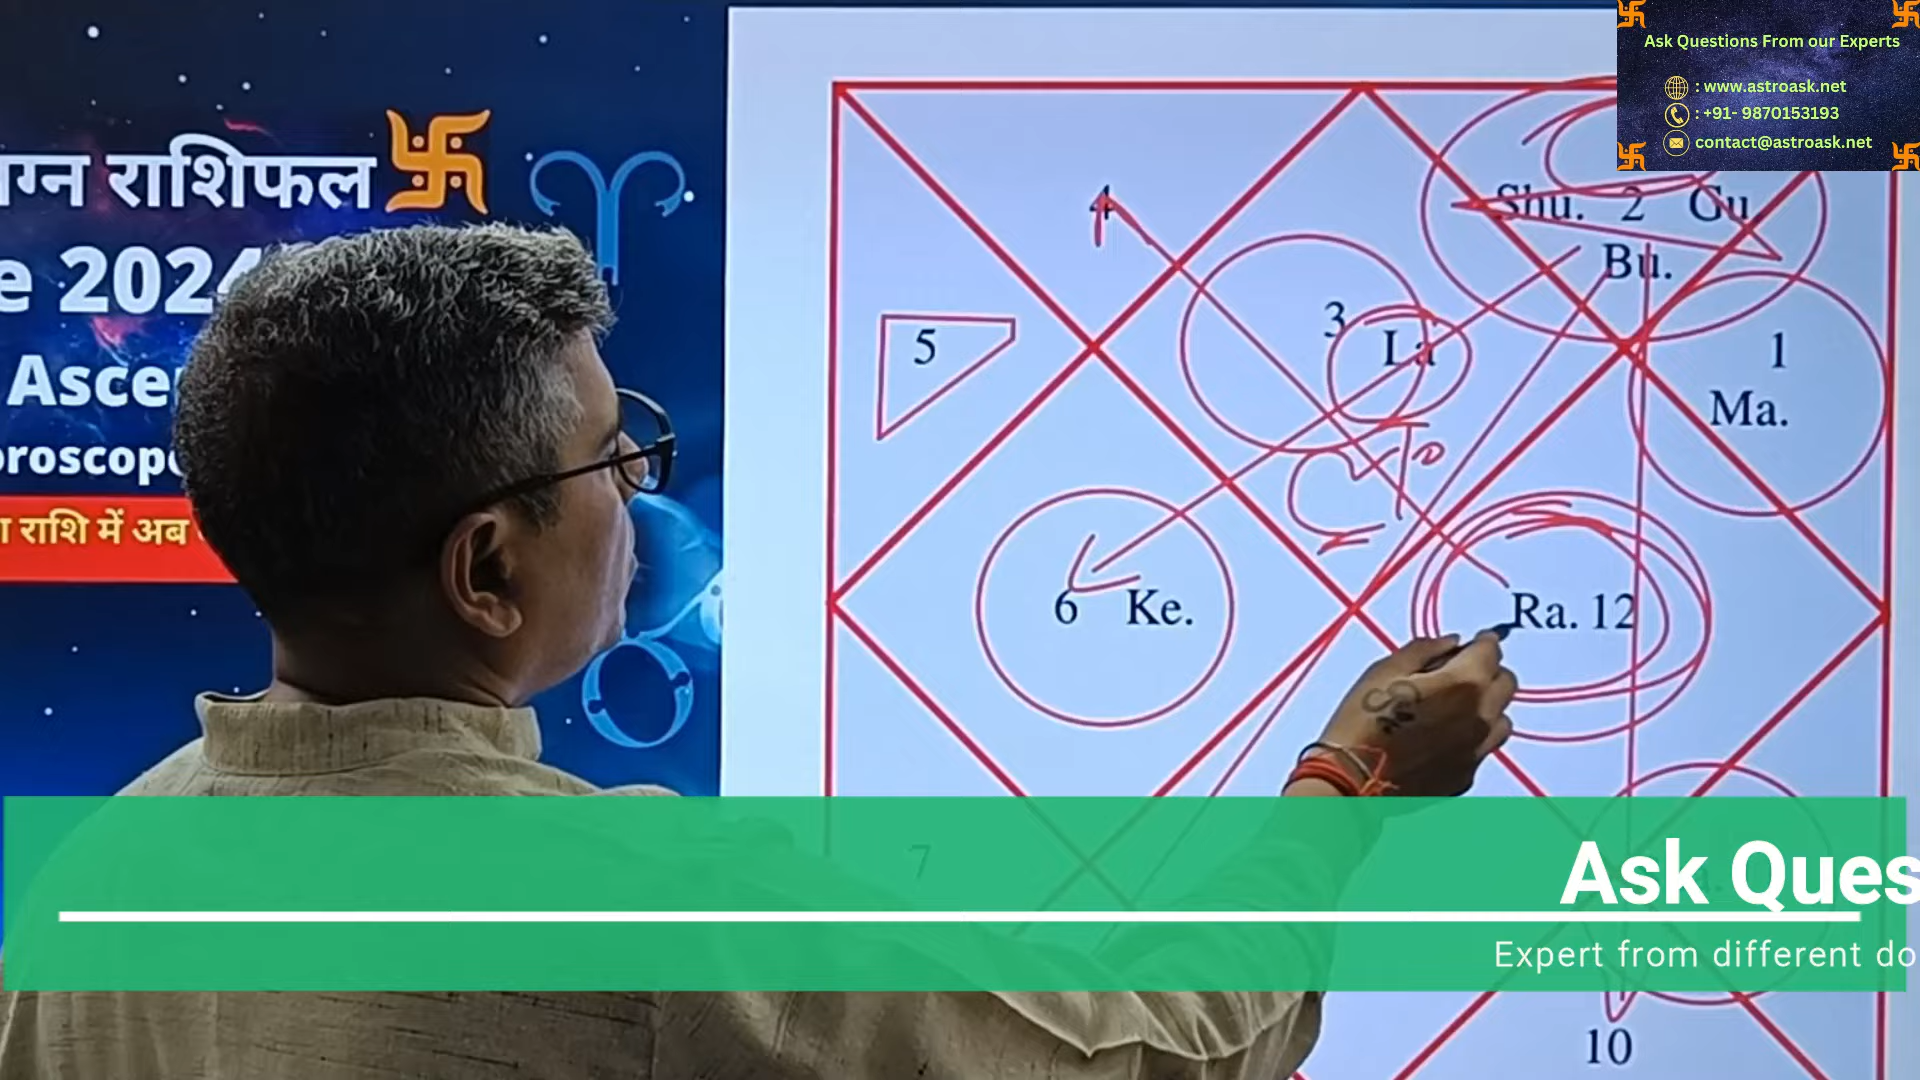 ग्न राशिफल
e 2024
Asce
oroscope
राशि में अब
4
5
3
La
Shu. 2 Gu.
Bu.
1
Ma.
6 Ke.
Ra. 12
7
10
Ask Questions From our Experts
: www.astroask.net
: +91- 9870153193
contact@astroask.net
Ask Ques
Expert from different do